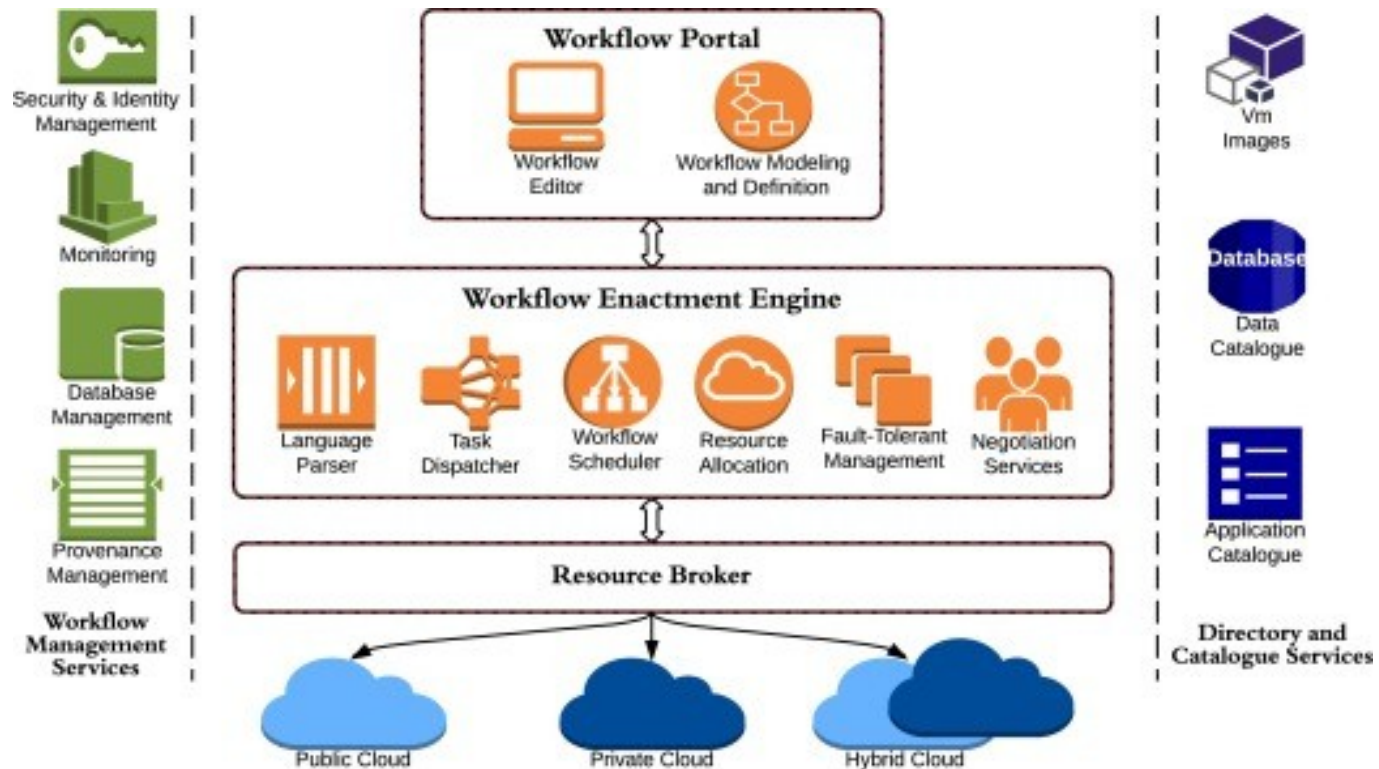 Security & Identity
Management
Monitoring
Database
Management
Provenance
Management
Workflow
Management
Services
Workflow Portal
Workflow
Editor
Workflow Modeling
and Definition
Workflow Enactment Engine
Language
Parser
Task
Dispatcher
Workflow
Scheduler
Resource
Allocation
Fault-Tolerant
Management
Negotiation
Services
Resource Broker
Public Cloud
Private Cloud
Hybrid Cloud
Vm
Images
Database
Data
Catalogue
Application
Catalogue
Directory and
Catalogue Services